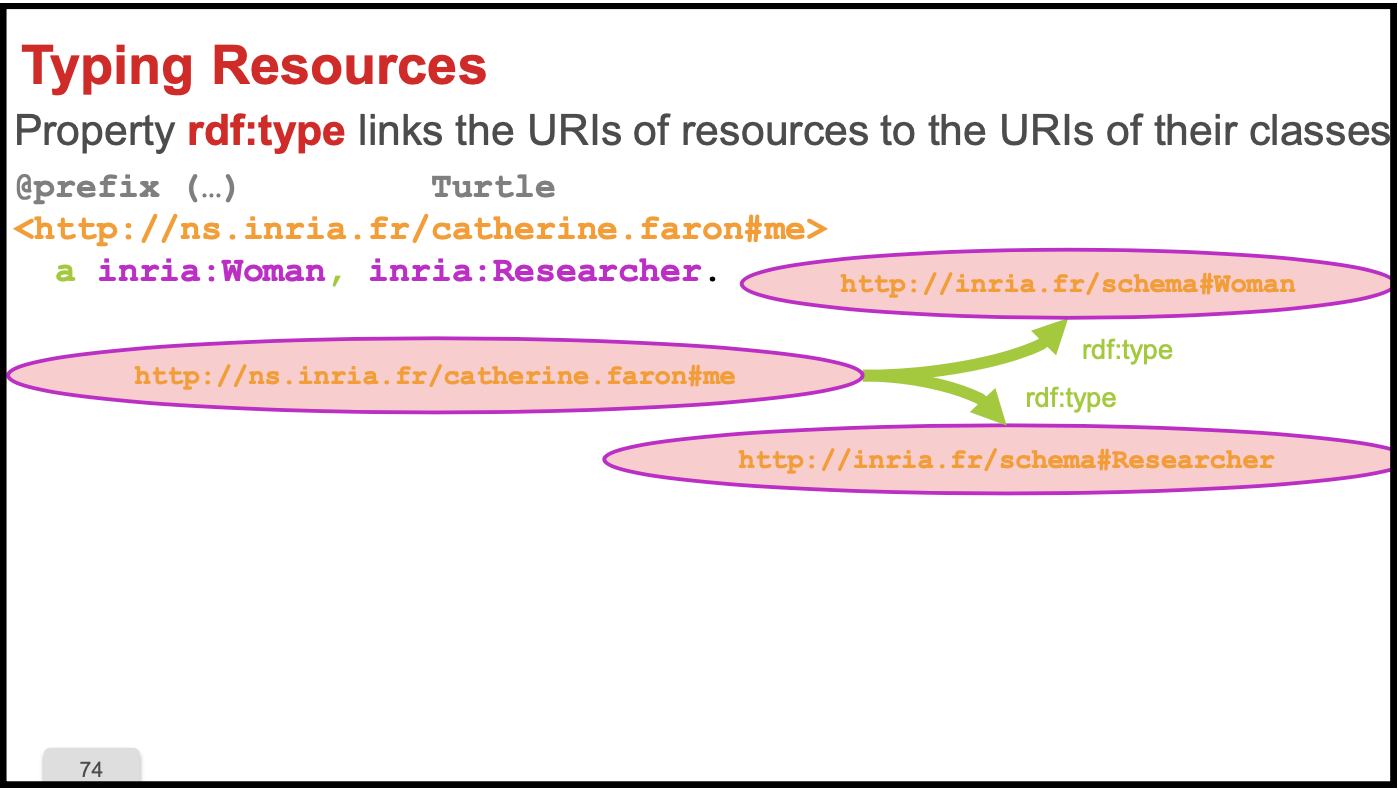 Typing Resources
Property rdf:type links the URIs of resources to the URIs of their classes
@prefix (…) Turtle
<http://ns.inria.fr/catherine.faron#me>
a inria:Woman, inria:Researcher.
http://inria.fr/schema#Woman
rdf:type
http://ns.inria.fr/catherine.faron#me
rdf:type
http://inria.fr/schema#Researcher
74